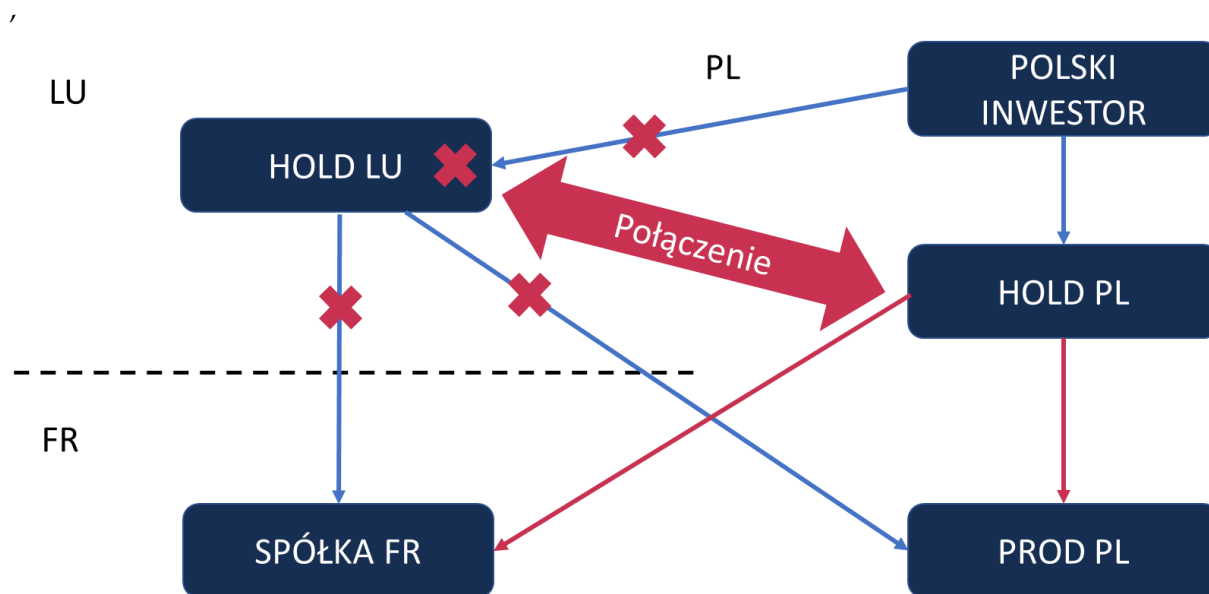 ,
LU
PL
POLSKI
INWESTOR
HOLD LU
Połączenie
HOLD PL
FR
SPÓŁKA FR
PROD PL